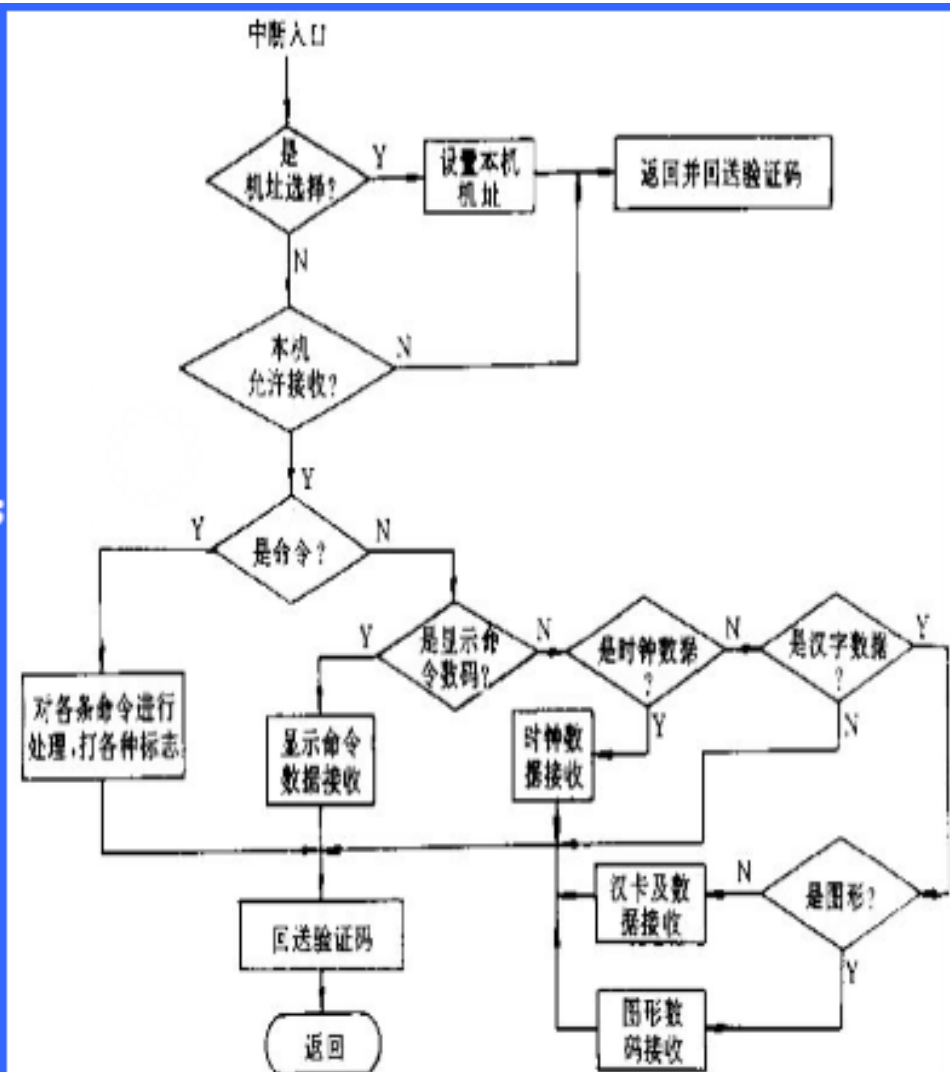 中断入口
是
机址选择?
Y
设置本机
机址
返回并回送验证码
N
本机
允许接收?
N
Y
Y
是命令?
N
Y
是显示命
令数码?
N
是时钟数据
?
N
是汉字数据
?
Y
对各条命令进行
处理,打各种标志
显示命令
数据接收
时钟数
据接收
Y
N
汉卡及数
据接收
N
是图形?
回送验证码
Y
图形数
码接收
返回
s